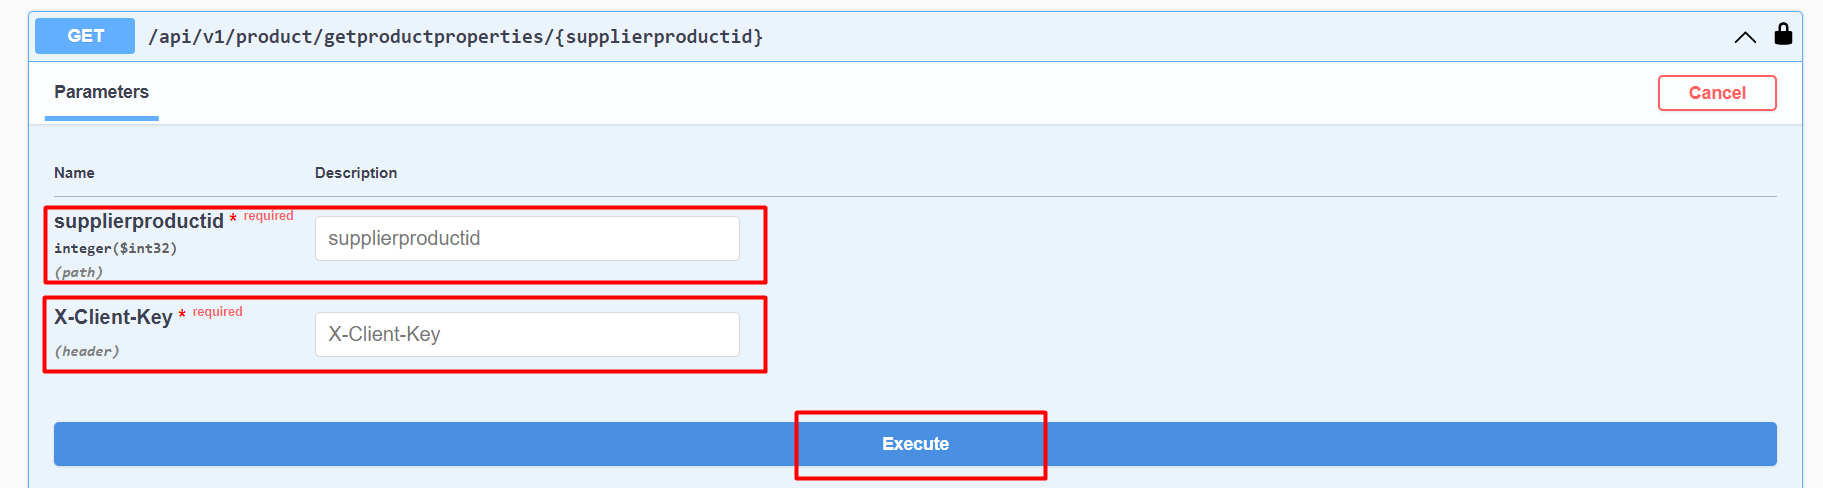 GET /api/v1/product/getproductproperties/{supplierproductid}
Parameters
Cancel
Name Description
supplierproductid * required
integer($int32)
(path)
supplierproductid
X-Client-Key * required
(header)
X-Client-Key
Execute